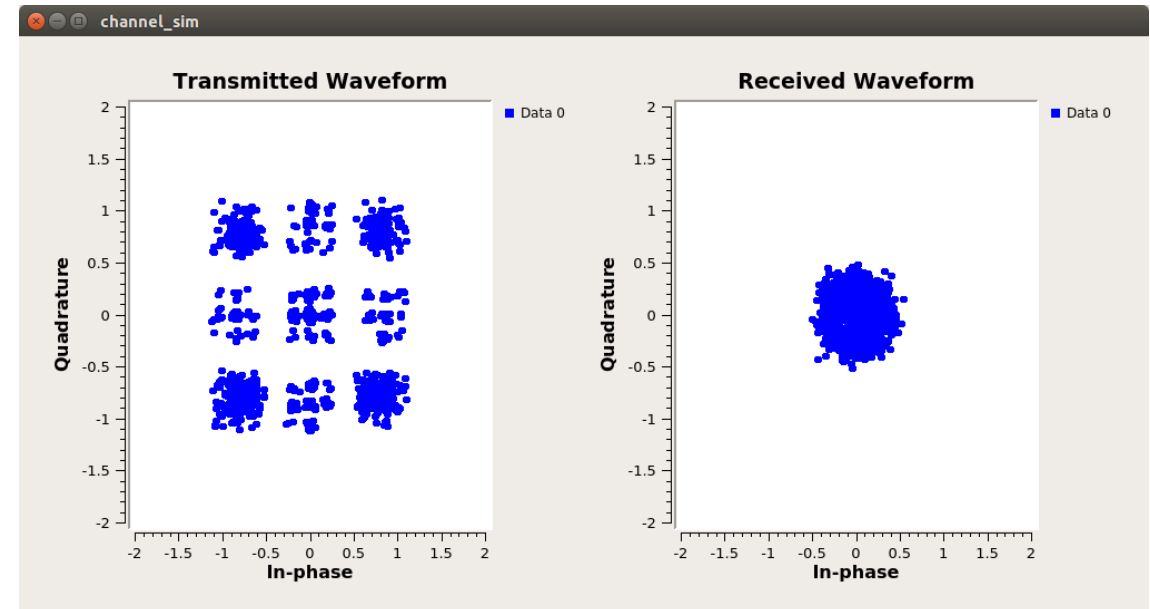 channel_sim
Transmitted Waveform
Data 0
2
1.5
1
0.5
0
-0.5
-1
-1.5
-2
Quadrature
-2 -1.5 -1 -0.5 0 0.5 1 1.5 2
In-phase
Received Waveform
Data 0
2
1.5
1
0.5
0
-0.5
-1
-1.5
-2
Quadrature
-2 -1.5 -1 -0.5 0 0.5 1 1.5 2
In-phase